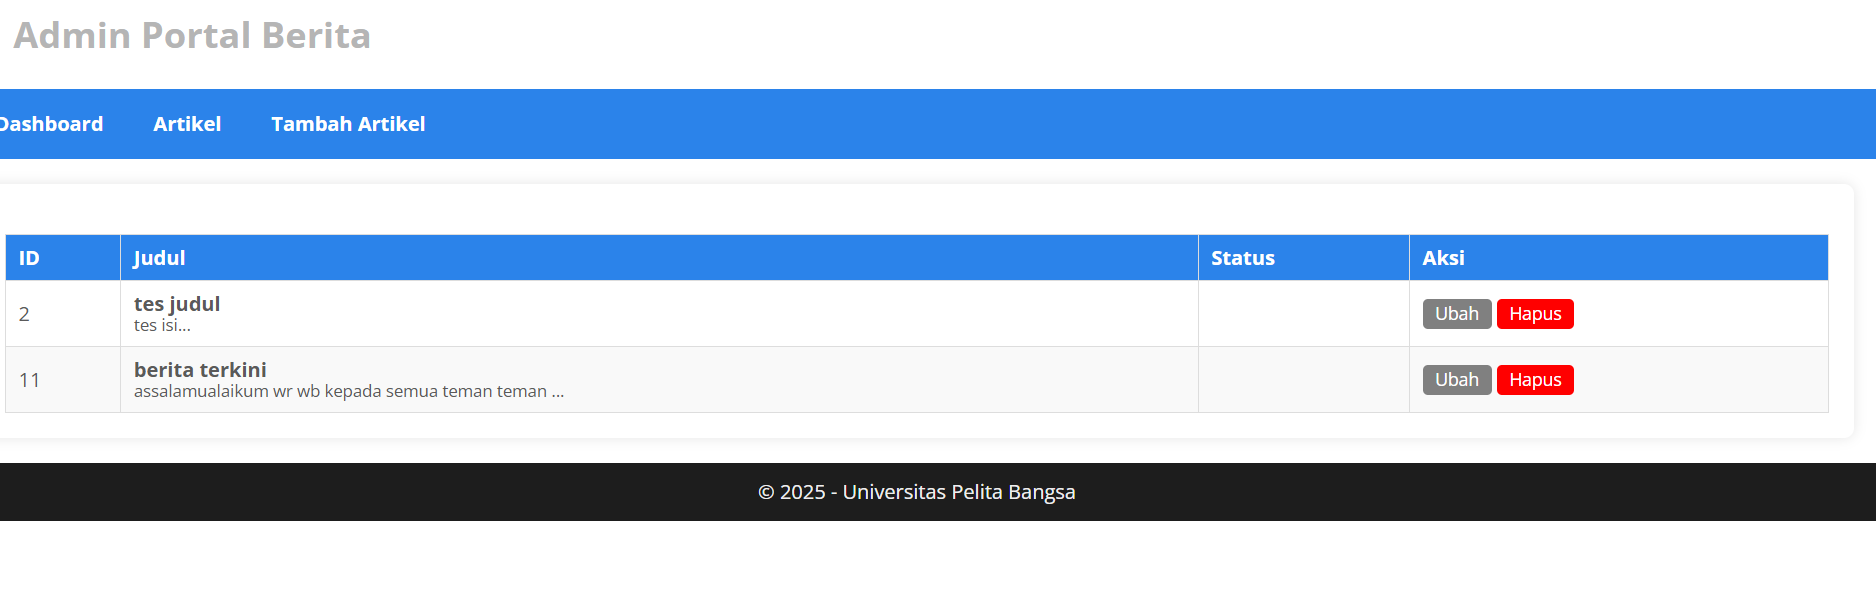 Admin Portal Berita
Dashboard Artikel Tambah Artikel
ID Judul Status Aksi
2 tes judul Ubah Hapus
tes isi...
11 berita terkini Ubah Hapus
assalamualaikum wr wb kepada semua teman teman ...
© 2025 - Universitas Pelita Bangsa